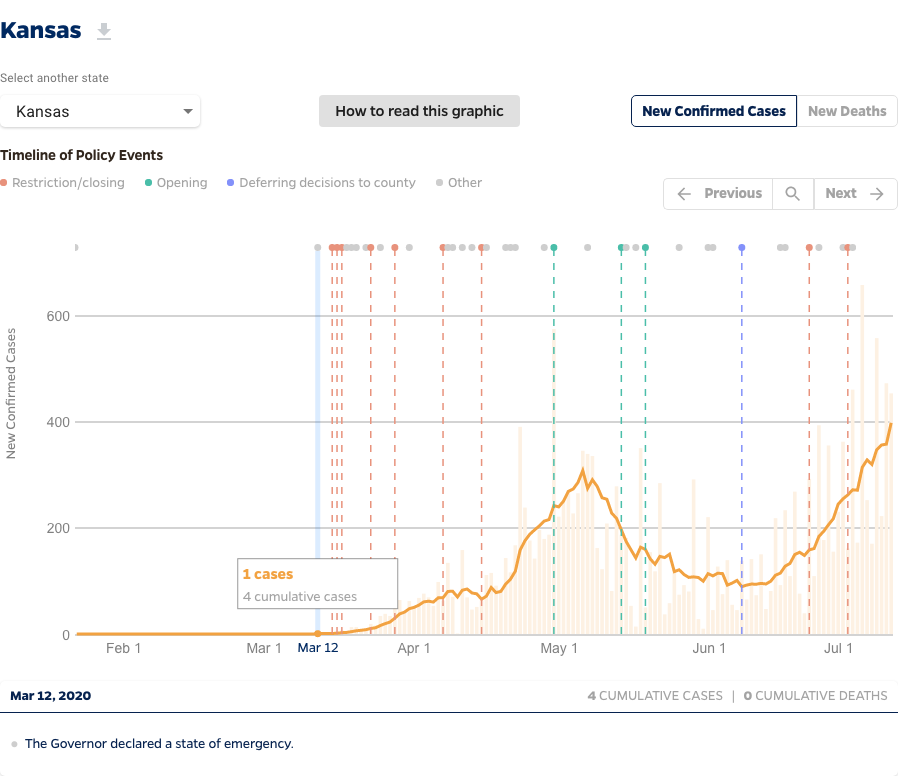 Kansas
Select another state
Kansas
How to read this graphic
New Confirmed Cases
New Deaths
Timeline of Policy Events
Restriction/closing
Opening
Deferring decisions to county
Other
Previous
Next
New Confirmed Cases
600
400
200
0
1 cases
4 cumulative cases
Feb 1
Mar 1
Mar 12
Apr 1
May 1
Jun 1
Jul 1
Mar 12, 2020
4 CUMULATIVE CASES | 0 CUMULATIVE DEATHS
The Governor declared a state of emergency.